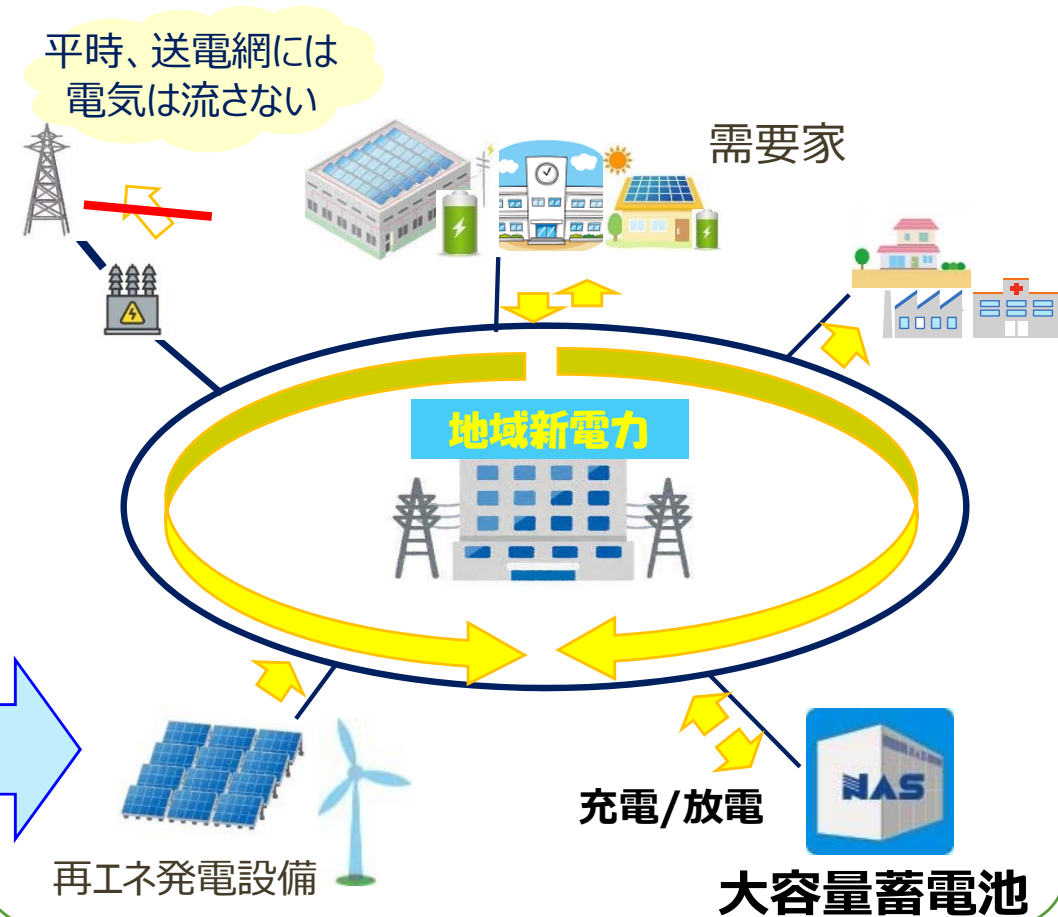 平時、送電網には
電気は流さない
需要家
地域新電力
充電/放電
NAS
再エネ発電設備
大容量蓄電池